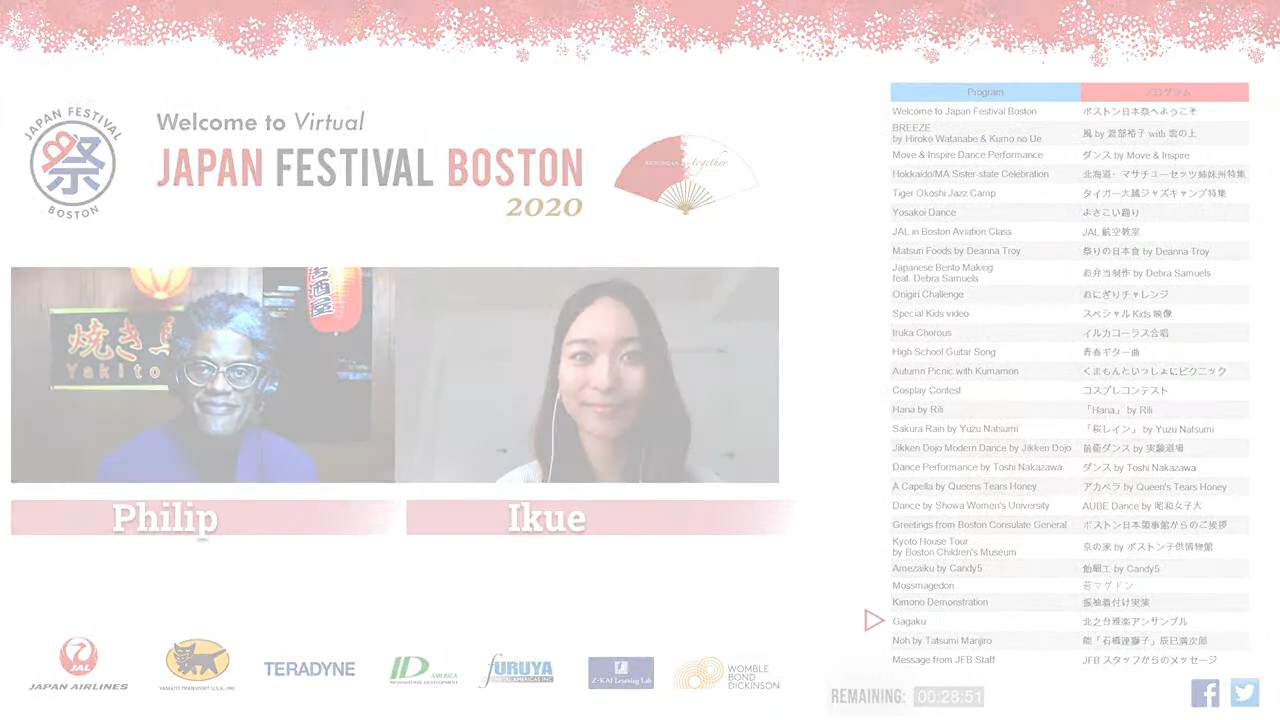 JAPAN FESTIVAL
祭
BOSTON
Welcome to Virtual
JAPAN FESTIVAL BOSTON
2020
together
焼き鳥
Yakito
居酒屋
Philip
Ikue
Program プログラム
Welcome to Japan Festival Boston ボストン日本祭へようこそ
BREEZE
by Hiroko Watanabe & Kumo no Ue 風 by 渡部裕子 with 雲の上
Move & Inspire Dance Performance ダンス by Move & Inspire
Hokkaido/MA Sister-state Celebration 北海道・マサチューセッツ姉妹州特集
Tiger Okoshi Jazz Camp タイガー大越ジャズキャンプ特集
Yosakoi Dance よさこい踊り
JAL in Boston Aviation Class JAL 航空教室
Matsuri Foods by Deanna Troy 祭りの日本食 by Deanna Troy
Japanese Bento Making
feat. Debra Samuels お弁当制作 by Debra Samuels
Onigiri Challenge おにぎりチャレンジ
Special Kids video スペシャル Kids 映像
Iruka Chorous イルカコーラス合唱
High School Guitar Song 青春ギター曲
Autumn Picnic with Kumamon くまもんといっしょにピクニック
Cosplay Contest コスプレコンテスト
Hana by Rili 「Hana」 by Rili
Sakura Rain by Yuzu Natsumi 「桜レイン」 by Yuzu Natsumi
Jikken Dojo Modern Dance by Jikken Dojo 前衛ダンス by 実験道場
Dance Performance by Toshi Nakazawa ダンス by Toshi Nakazawa
A Capella by Queens Tears Honey アカペラ by Queen's Tears Honey
Dance by Showa Women's University AUBE Dance by 昭和女子大
Greetings from Boston Consulate General ボストン日本領事館からのご挨拶
Kyoto House Tour
by Boston Children's Museum 京の家 by ボストン子供博物館
Amezaiku by Candy5 飴細工 by Candy5
Mossmagedon 苔マゲドン
Kimono Demonstration 振袖着付け実演
Gagaku 北之台雅楽アンサンブル
Noh by Tatsumi Manjiro 能「石橋連獅子」辰巳満次郎
Message from JFB Staff JFB スタッフからのメッセージ
JAL
JAPAN AIRLINES
YAMATO TRANSPORT U.S.A., INC.
TERADYNE
ID AMERICA
INFORMATION DEVELOPMENT
FURUYA
Z-KAI Learning Lab
WOMBLE
BOND
DICKINSON
REMAINING: 00:28:51